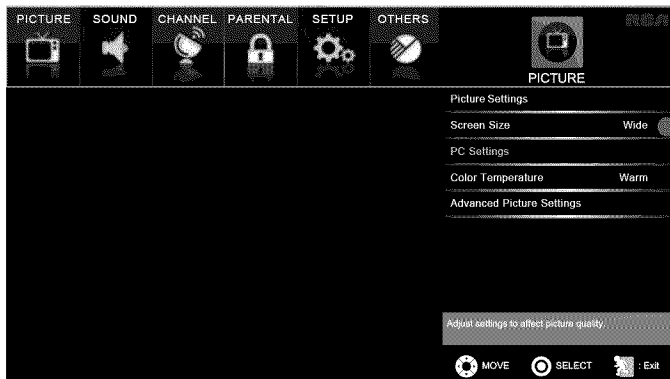 PICTURE SOUND CHANNEL PARENTAL SETUP OTHERS
RCA
PICTURE
Picture Settings
Screen Size Wide
PC Settings
Color Temperature Warm
Advanced Picture Settings
Adjust settings to affect picture quality.
MOVE SELECT : Exit